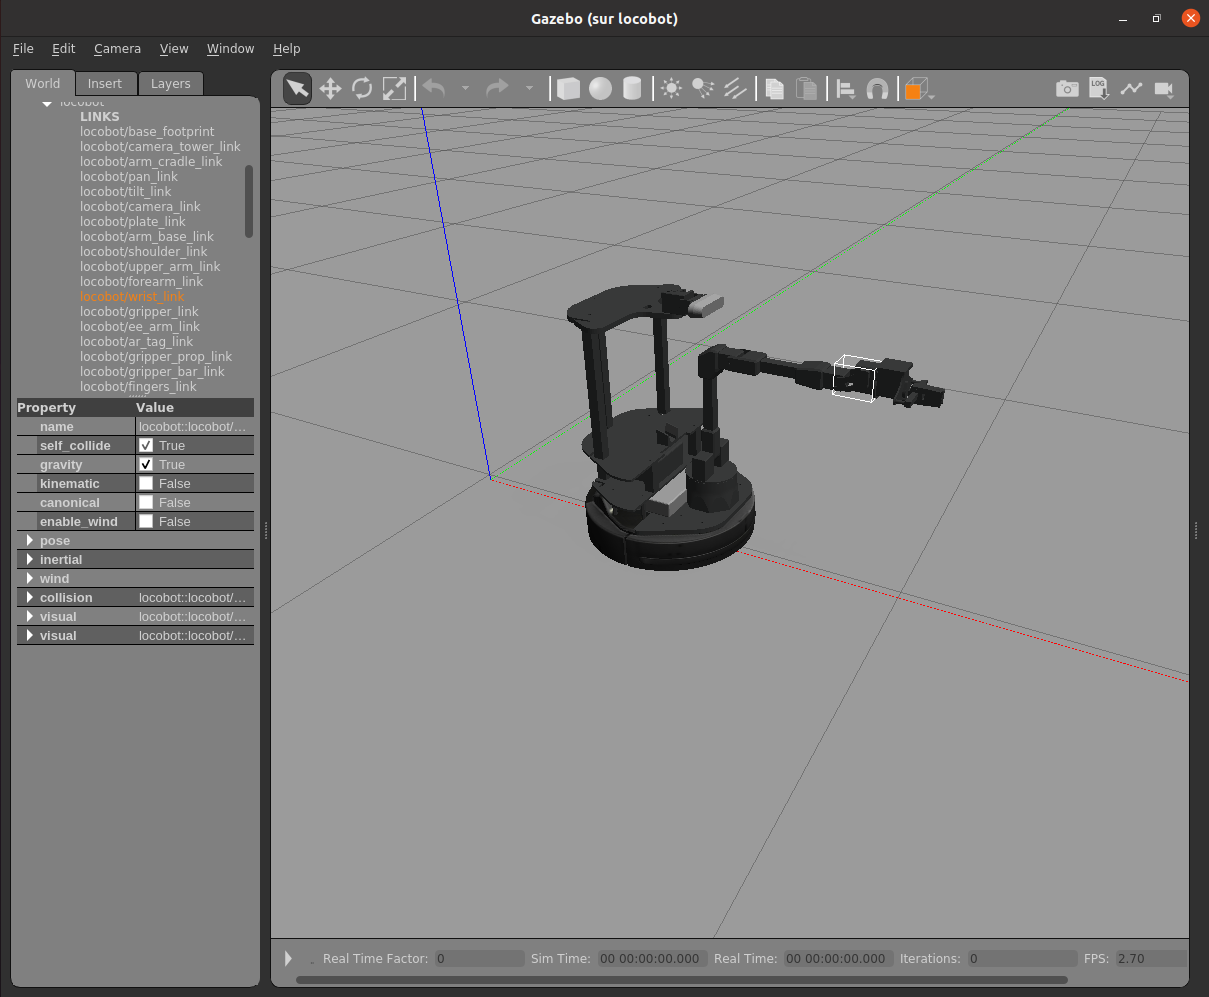 Gazebo (sur locobot)
File Edit Camera View Window Help
World Insert Layers
LOG
locobot
LINKS
locobot/base_footprint
locobot/camera_tower_link
locobot/arm_cradle_link
locobot/pan_link
locobot/tilt_link
locobot/camera_link
locobot/plate_link
locobot/arm_base_link
locobot/shoulder_link
locobot/upper_arm_link
locobot/forearm_link
locobot/wrist_link
locobot/gripper_link
locobot/ee_arm_link
locobot/ar_tag_link
locobot/gripper_prop_link
locobot/gripper_bar_link
locobot/fingers_link
Property Value
name locobot::locobot/...
self_collide True
gravity True
kinematic False
canonical False
enable_wind False
pose
inertial
wind
collision locobot::locobot/...
visual locobot::locobot/...
visual locobot::locobot/...
Real Time Factor: 0 Sim Time: 00 00:00:00.000 Real Time: 00 00:00:00.000 Iterations: 0 FPS: 2.70